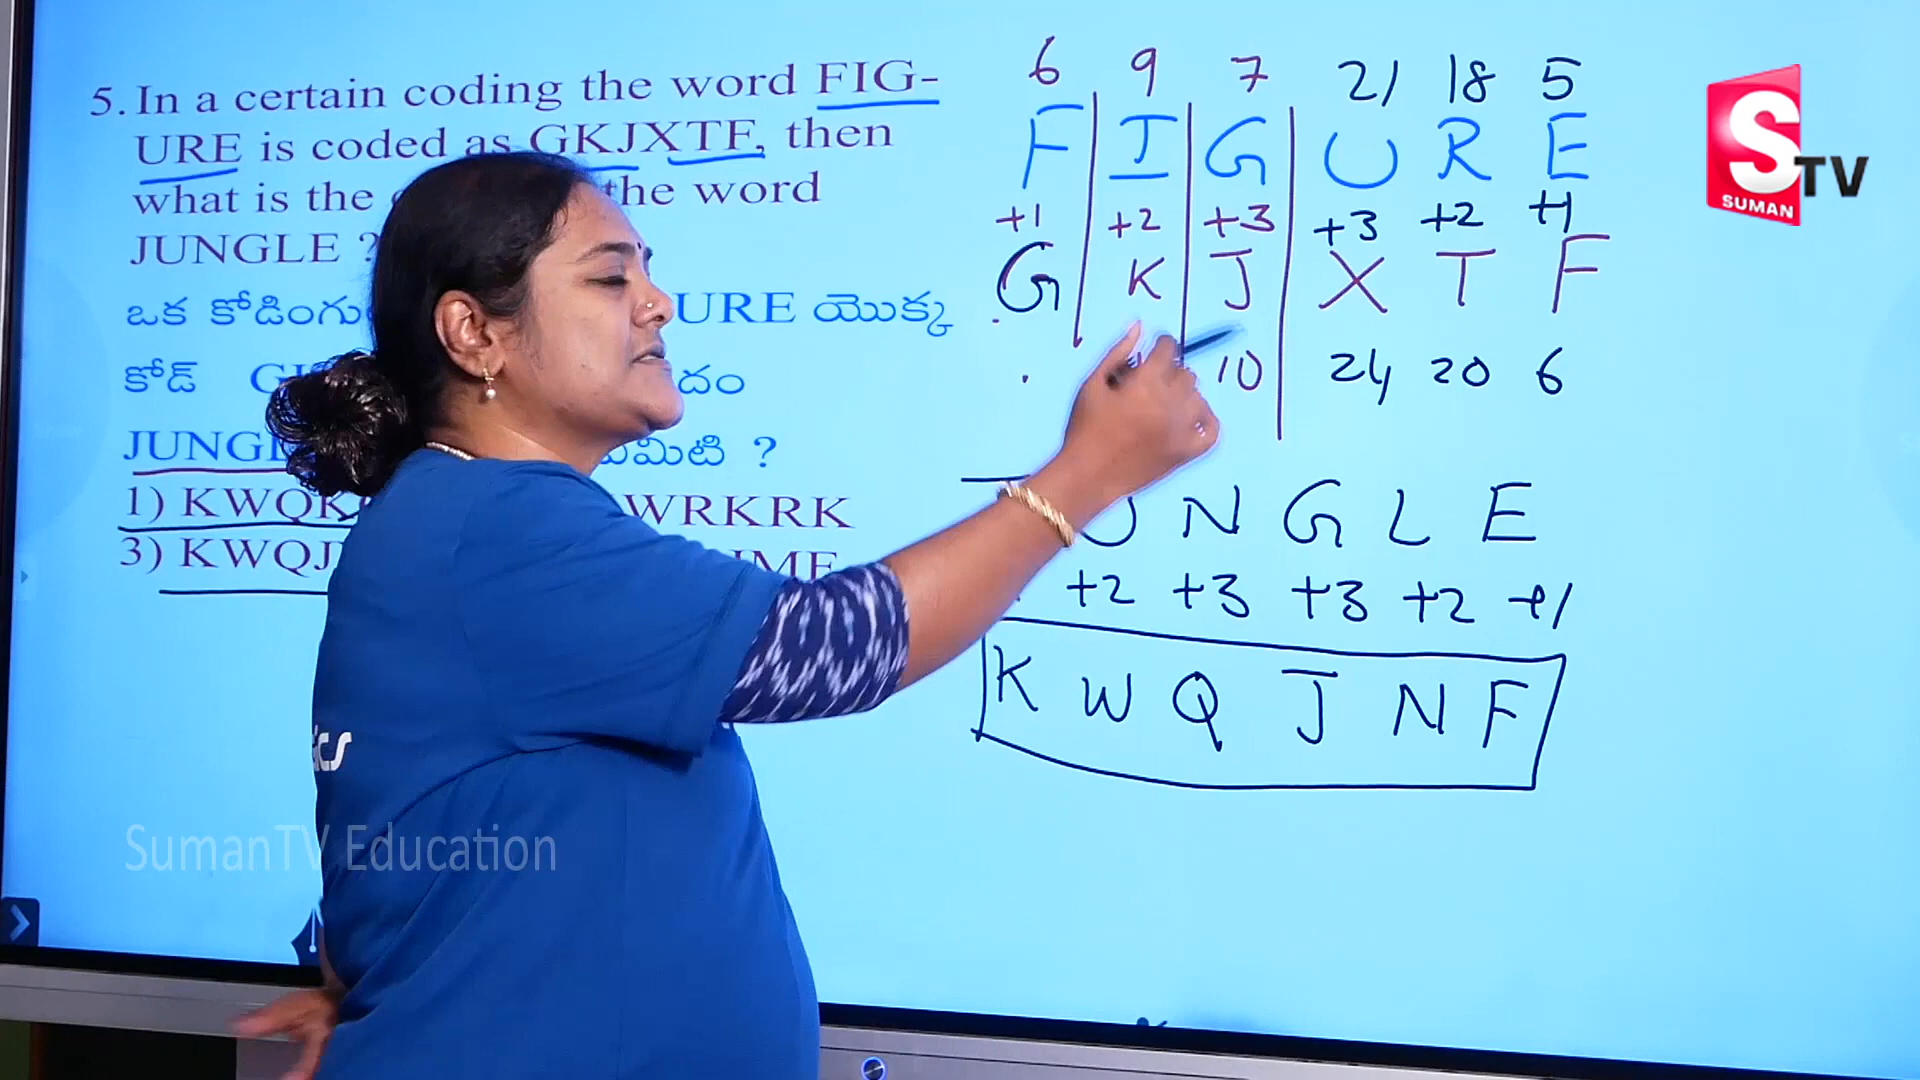 5. In a certain coding the word FIG-
URE is coded as GKJXTF, then
what is the the word
JUNGLE ?
ఒక URE యొక్క
కోడ్
?
1) KWQK WRKRK
3) KWQJ
6 9 7 21 18 5
F I G U R E
+1 +2 +3 +3 +2 +1
G K J X T F
10 24 20 6
U N G L E
+2 +3 +3 +2 +1
K W Q J N F
S TV
SUMAN
SumanTV Education
ics